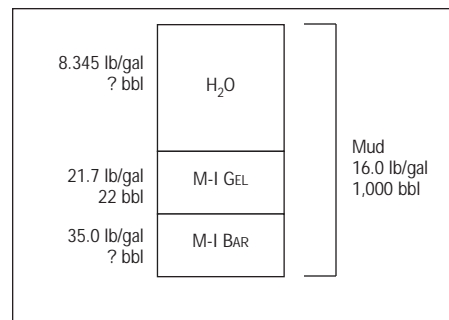 8.345 lb/gal
? bbl
H₂O
21.7 lb/gal
22 bbl
M-I GEL
35.0 lb/gal
? bbl
M-I BAR
Mud
16.0 lb/gal
1,000 bbl